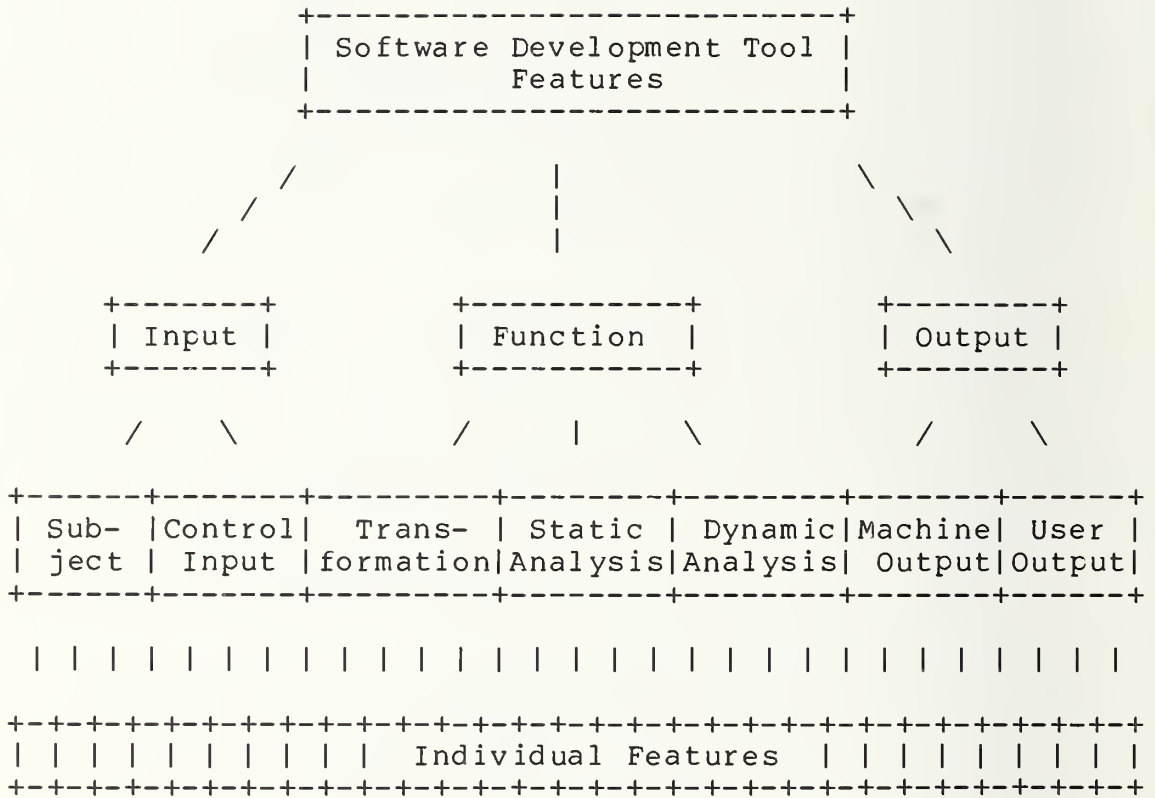 Software Development Tool
Features
Input
Function
Output
Sub-
ject
Control
Input
Trans-
formation
Static
Analysis
Dynamic
Analysis
Machine
Output
User
Output
Individual Features